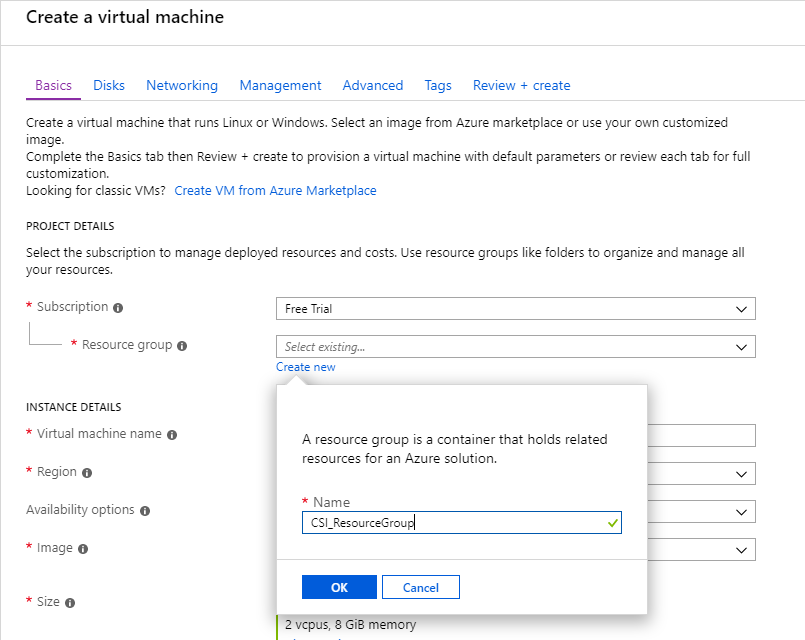 Create a virtual machine
Basics Disks Networking Management Advanced Tags Review + create
Create a virtual machine that runs Linux or Windows. Select an image from Azure marketplace or use your own customized
image.
Complete the Basics tab then Review + create to provision a virtual machine with default parameters or review each tab for full
customization.
Looking for classic VMs? Create VM from Azure Marketplace
PROJECT DETAILS
Select the subscription to manage deployed resources and costs. Use resource groups like folders to organize and manage all
your resources.
* Subscription
Free Trial
* Resource group
Select existing...
Create new
A resource group is a container that holds related
resources for an Azure solution.
* Name
CSI_ResourceGroup
OK Cancel
INSTANCE DETAILS
* Virtual machine name
* Region
Availability options
* Image
* Size
2 vcpus, 8 GiB memory